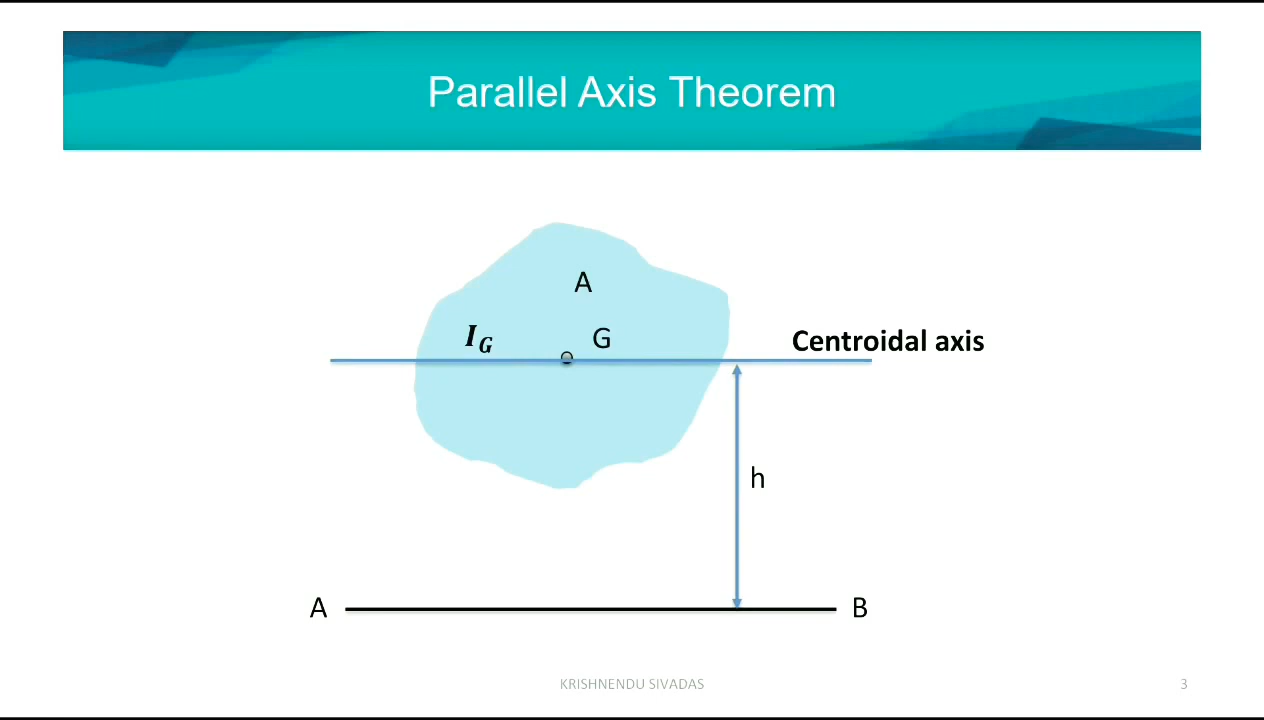 Parallel Axis Theorem
A
I_G
G
Centroidal axis
h
A
B
KRISHNENDU SIVADAS
3